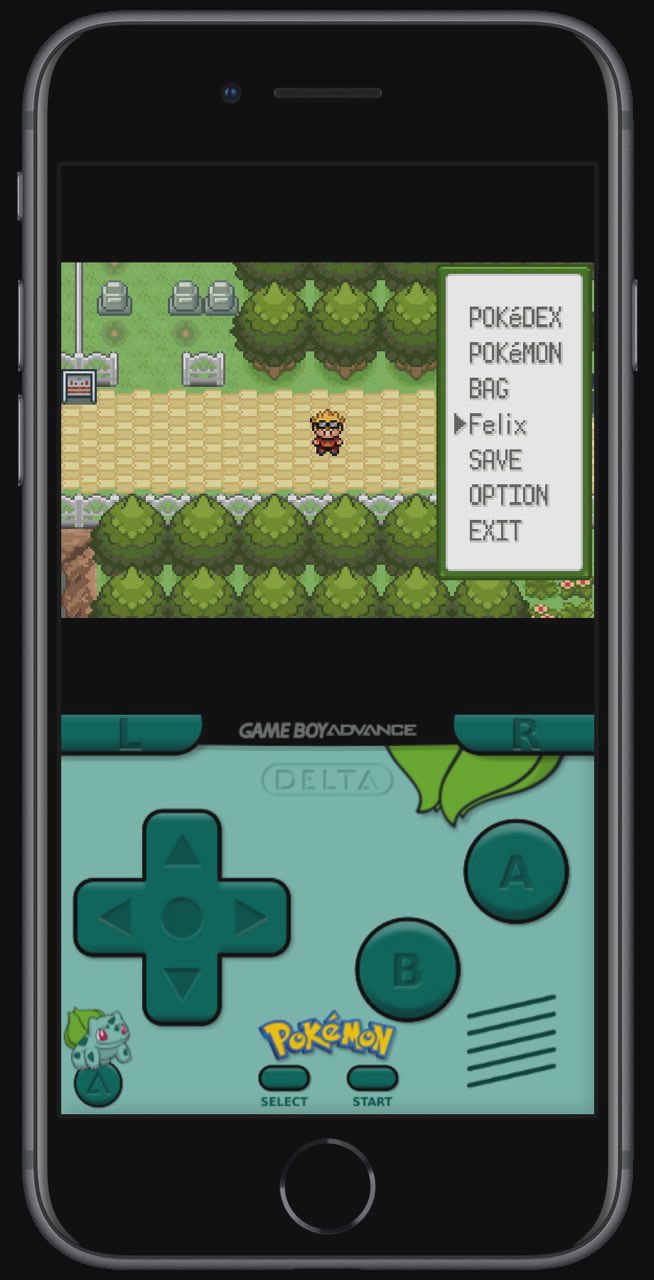 POKéDEX
POKéMON
BAG
Felix
SAVE
OPTION
EXIT
L
GAME BOY ADVANCE
R
DELTA
A
B
POKéMON
SELECT
START